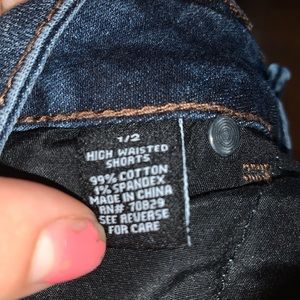 1/2
HIGH WAISTED
SHORTS
99% COTTON
1% SPANDEX
MADE IN CHINA
RN# 70829
SEE REVERSE
FOR CARE